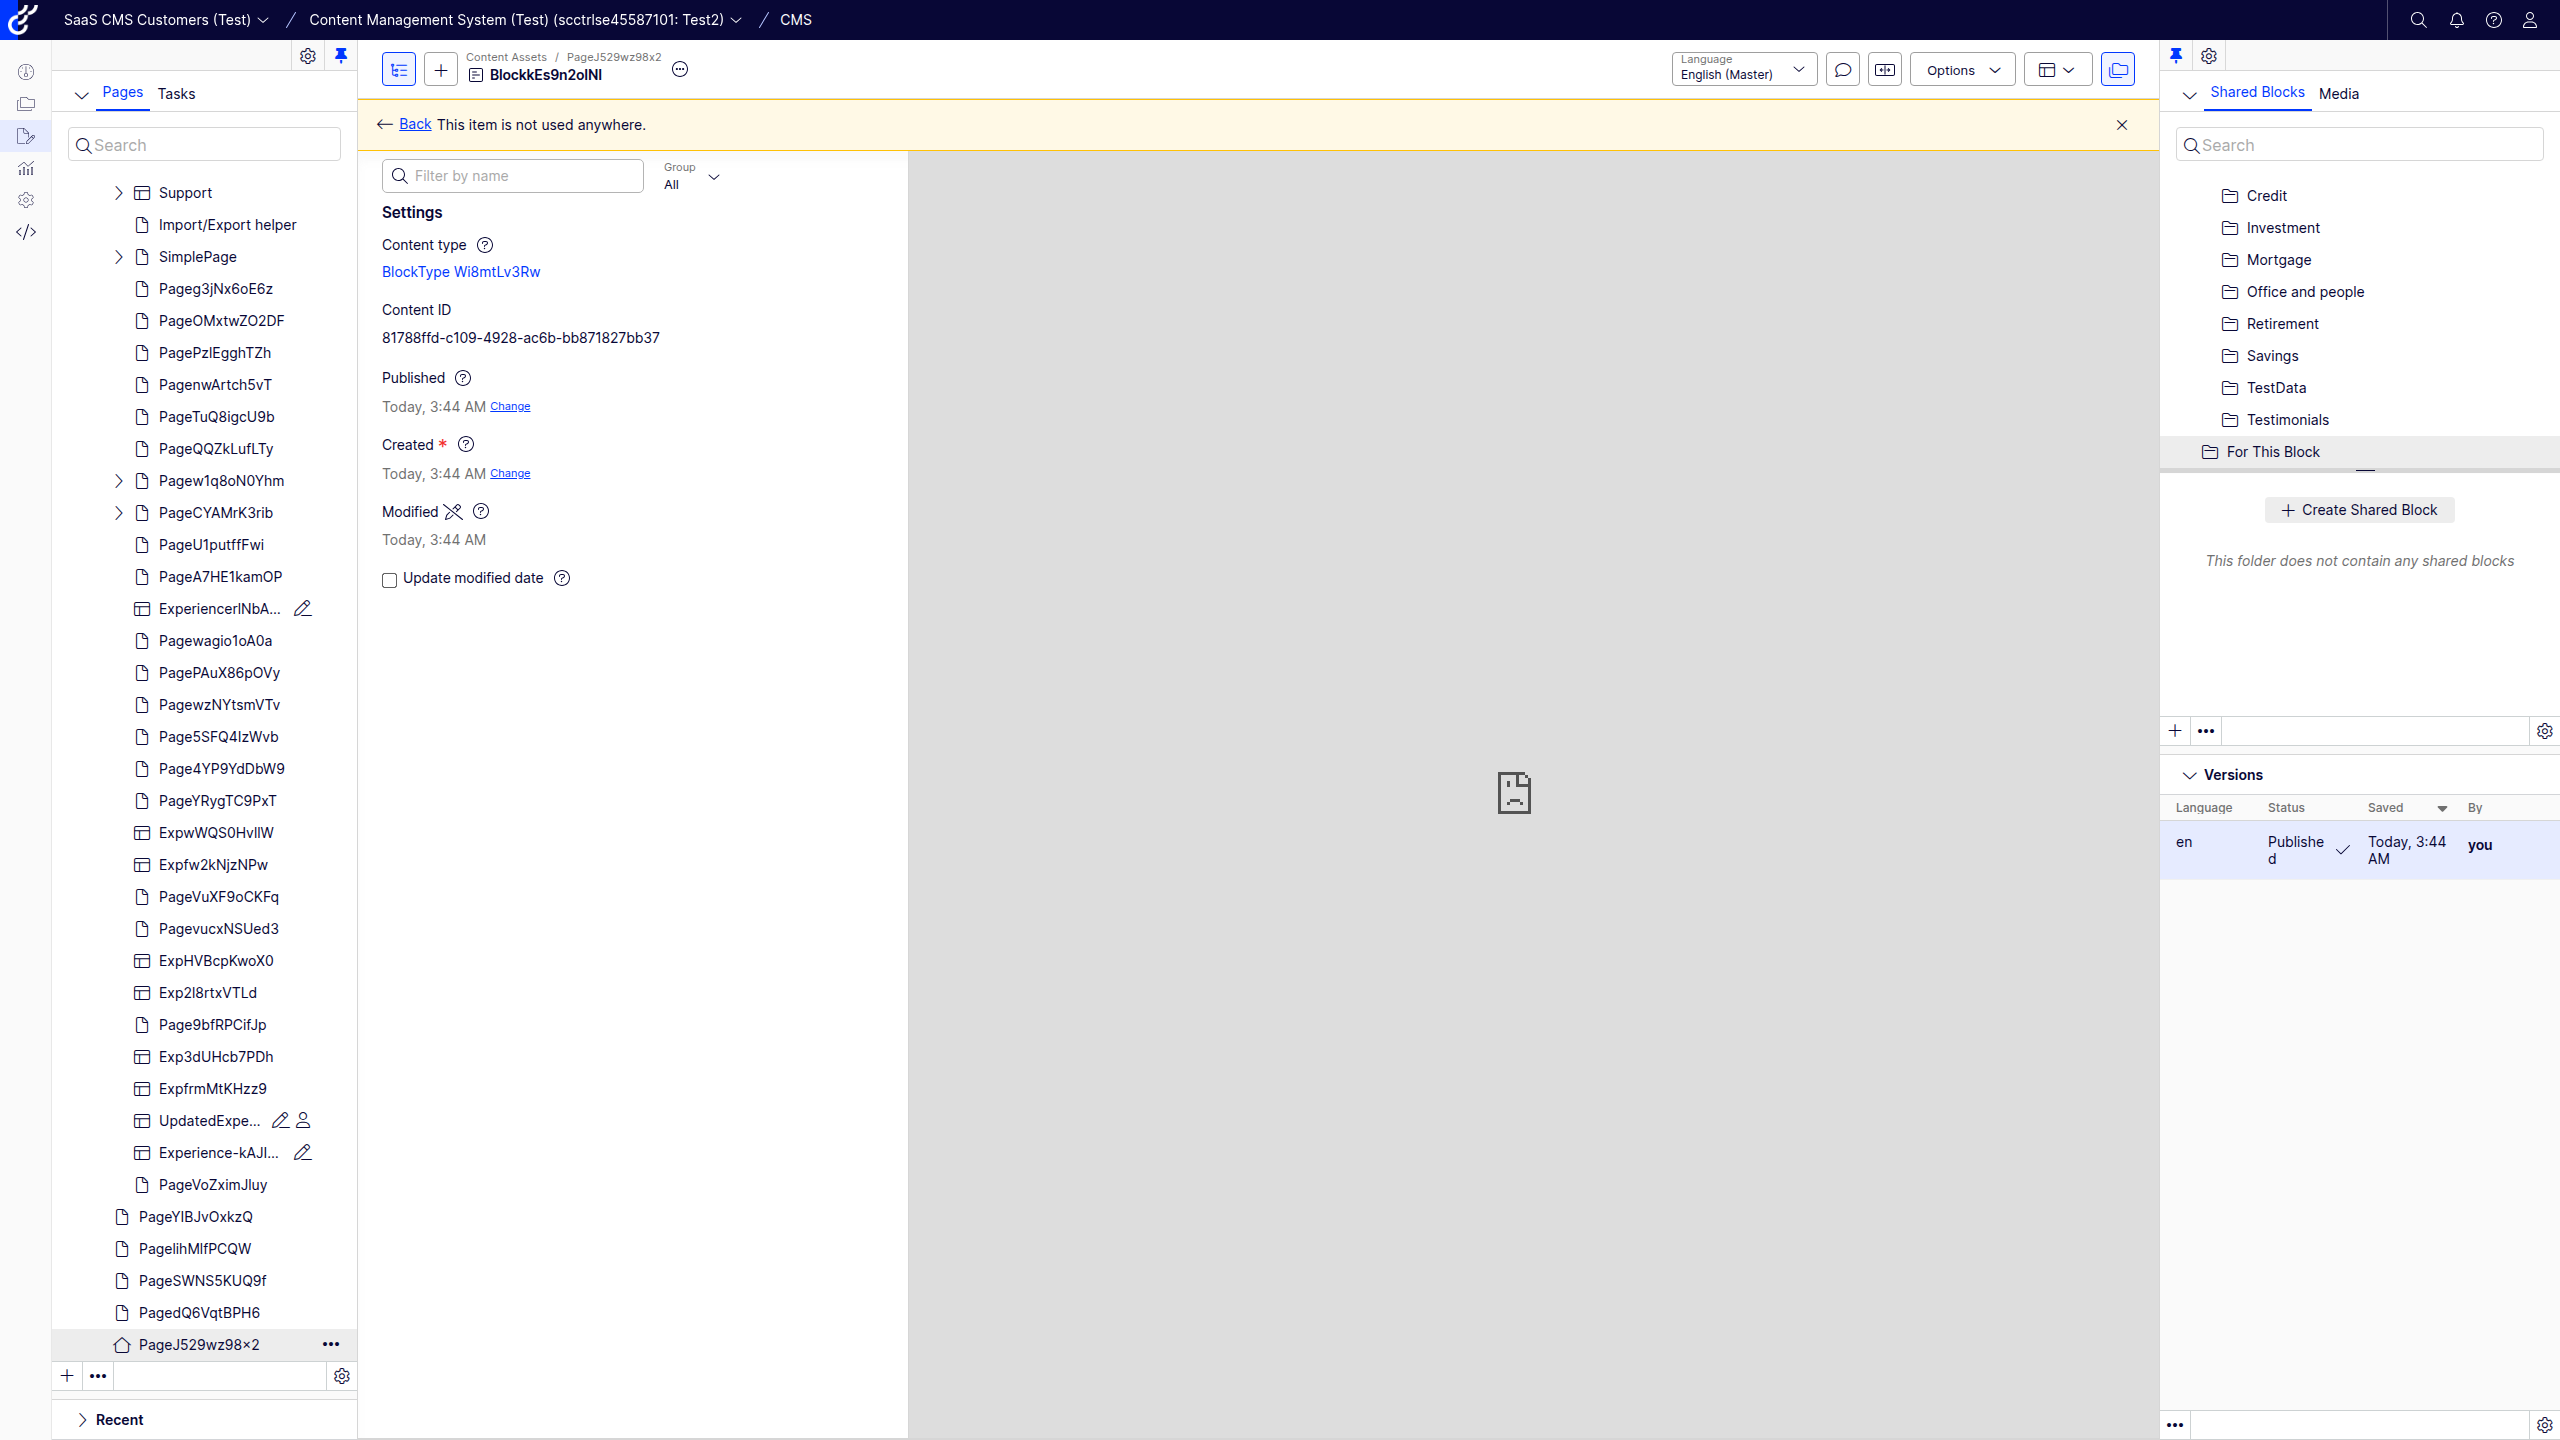 SaaS CMS Customers (Test) / Content Management System (Test) (scctrlse45587101: Test2) / CMS
Pages Tasks
Search
Support
Import/Export helper
SimplePage
Pageg3jNx6oE6z
PageOMxtwZO2DF
PagePzlEgghTZh
PagenwArtch5vT
PageTuQ8igcU9b
PageQQZkLufLTy
Pagew1q8oN0Yhm
PageCYAMrK3rib
PageU1putffFwi
PageA7HE1kamOP
ExperiencerlNbA...
Pagewagio1oA0a
PagePAuX86pOVy
PagewzNYtsmVTv
Page5SFQ4IzWvb
Page4YP9YdDbW9
PageYRygTC9PxT
ExpwWQS0HvllW
Expfw2kNjzNPw
PageVuXF9oCKFq
PagevucxNSUed3
ExpHVBcpKwoX0
Exp2I8rtxVTLd
Page9bfRPCifJp
Exp3dUHcb7PDh
ExpfrmMtKHzz9
UpdatedExpe...
Experience-kAJI...
PageVoZximJluy
PageYIBJvOxkzQ
PagelihMlfPCQW
PageSWNS5KUQ9f
PagedQ6VqtBPH6
PageJ529wz98×2
Recent
Content Assets / PageJ529wz98x2
BlockkEs9n2olNl
Language
English (Master)
Options
Back This item is not used anywhere.
Filter by name
Group
All
Settings
Content type
BlockType Wi8mtLv3Rw
Content ID
81788ffd-c109-4928-ac6b-bb871827bb37
Published
Today, 3:44 AM Change
Created *
Today, 3:44 AM Change
Modified
Today, 3:44 AM
Update modified date
Shared Blocks Media
Search
Credit
Investment
Mortgage
Office and people
Retirement
Savings
TestData
Testimonials
For This Block
Create Shared Block
This folder does not contain any shared blocks
Versions
Language Status Saved By
en Publishe Today, 3:44 you
d AM